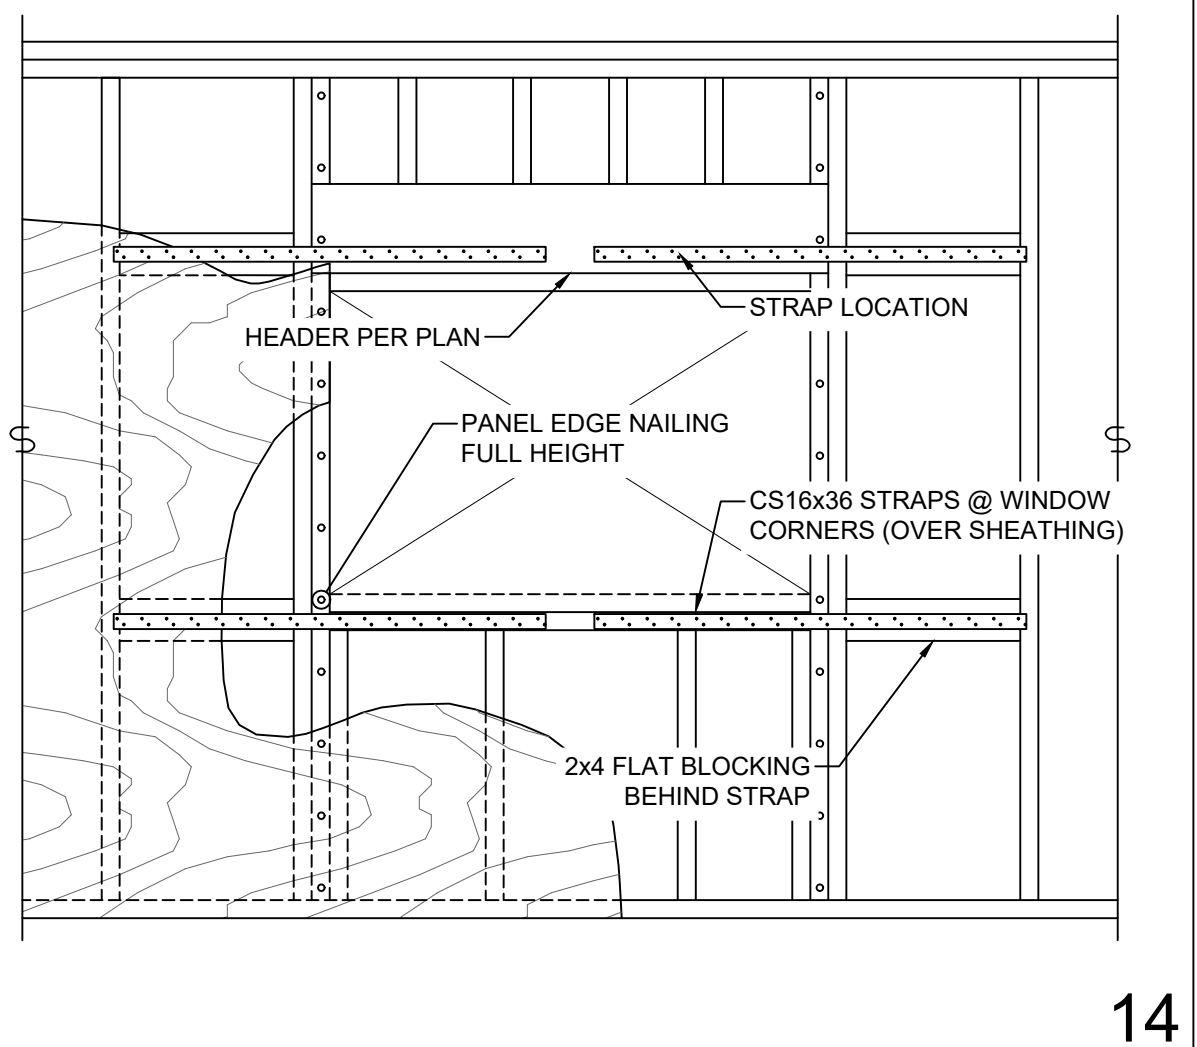 STRAP LOCATION
HEADER PER PLAN
PANEL EDGE NAILING
FULL HEIGHT
CS16x36 STRAPS @ WINDOW
CORNERS (OVER SHEATHING)
2x4 FLAT BLOCKING
BEHIND STRAP
14